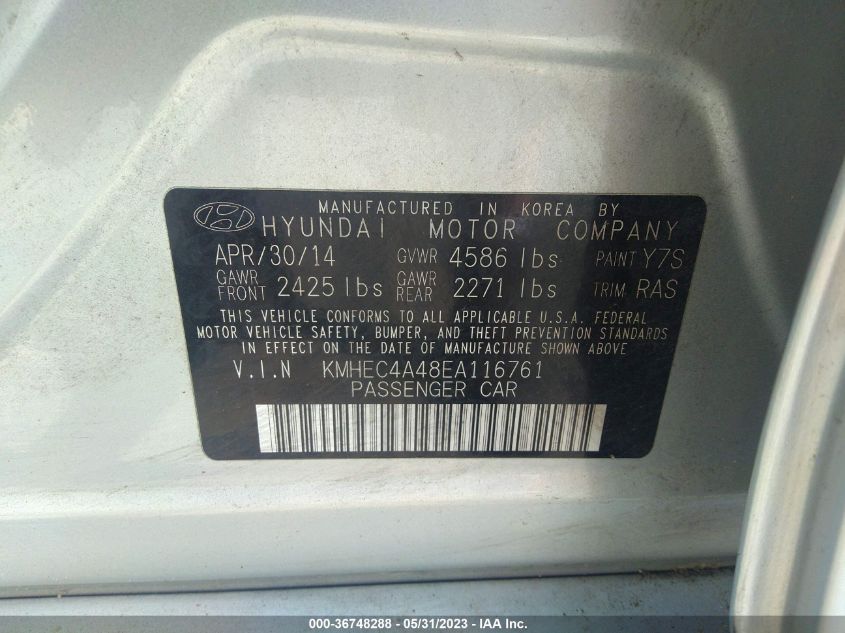 MANUFACTURED IN KOREA BY
HYUNDAI MOTOR COMPANY
APR/30/14 GVWR 4586 lbs PAINT Y7S
GAWR FRONT 2425 lbs GAWR REAR 2271 lbs TRIM RAS
THIS VEHICLE CONFORMS TO ALL APPLICABLE U.S.A. FEDERAL
MOTOR VEHICLE SAFETY, BUMPER, AND THEFT PREVENTION STANDARDS
IN EFFECT ON THE DATE OF MANUFACTURE SHOWN ABOVE
V.I.N KMHEC4A48EA116761
PASSENGER CAR
000-36748288 - 05/31/2023 - IAA Inc.